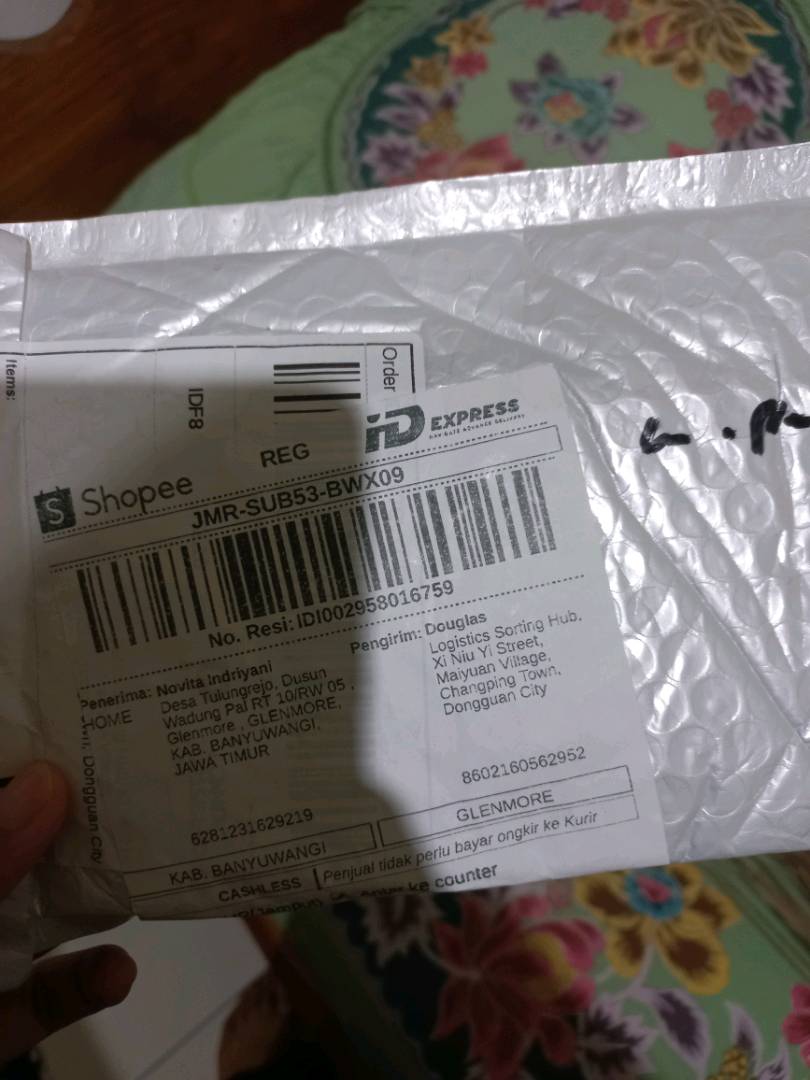 Items:
IDF8
Order
iD EXPRESS
Shopee
REG
JMR-SUB53-BWX09
No. Resi: IDI002958016759
Penerima: Novita Indriyani
HOME
Desa Tulungrejo, Dusun
Wadung Pal RT 10/RW 05 ,
Glenmore , GLENMORE,
KAB. BANYUWANGI,
JAWA TIMUR
6281231629219
Pengirim: Douglas
Logistics Sorting Hub,
Xi Niu Yi Street,
Maiyuan Village,
Changping Town,
Dongguan City
8602160562952
Dongguan City
KAB. BANYUWANGI
GLENMORE
CASHLESS
Penjual tidak perlu bayar ongkir ke Kurir
ke counter